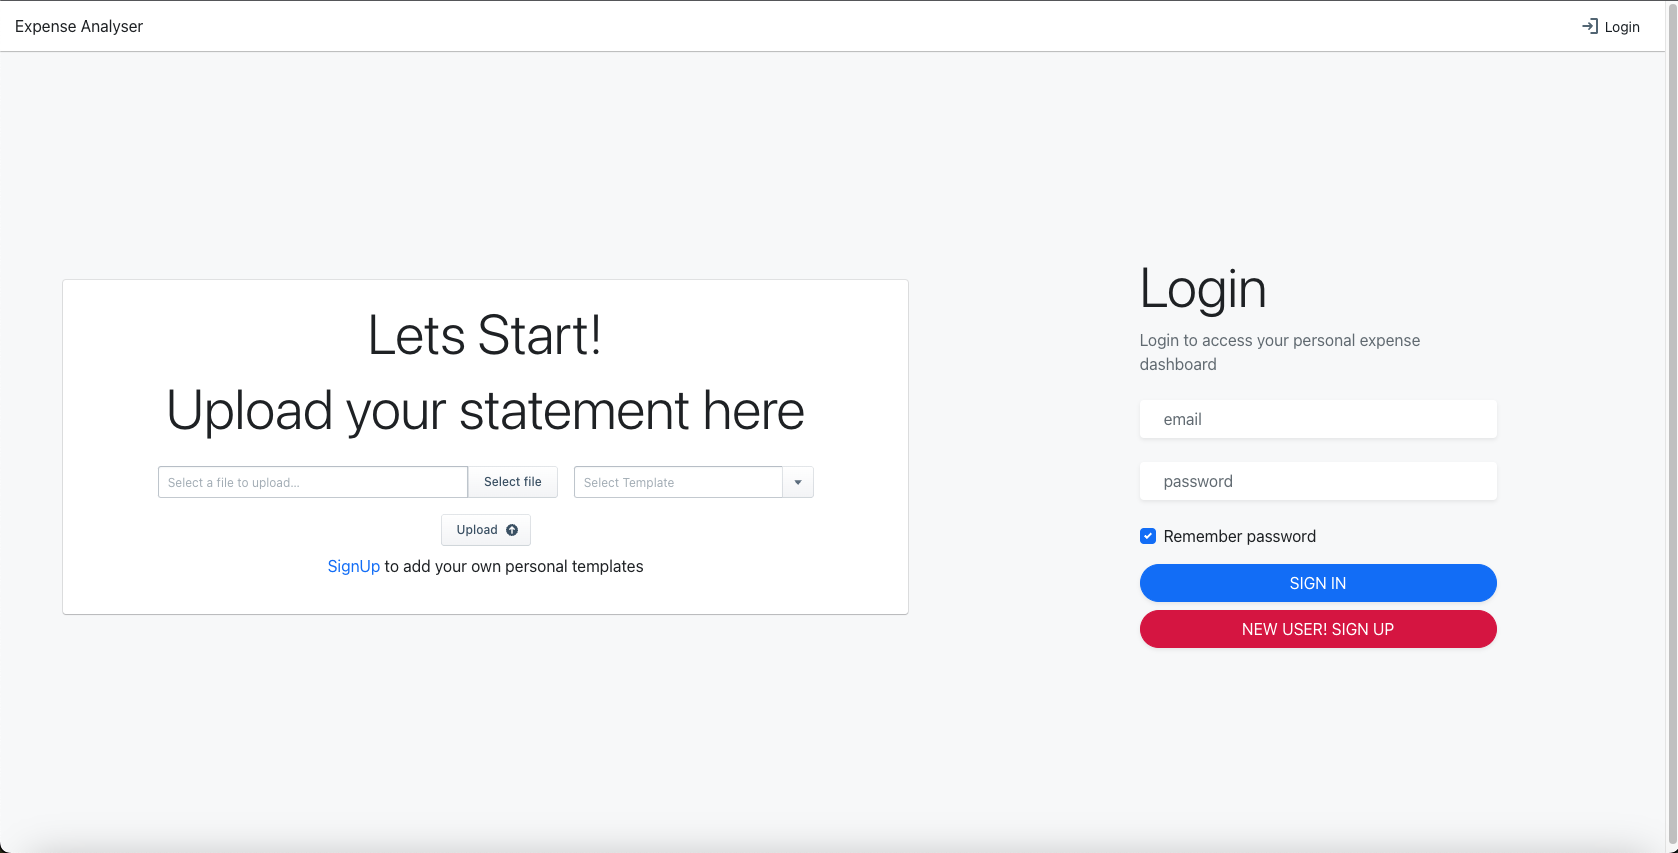 Expense Analyser
Login
Lets Start!
Upload your statement here
Select a file to upload...
Select file
Select Template
Upload
SignUp to add your own personal templates
Login
Login to access your personal expense
dashboard
email
password
Remember password
SIGN IN
NEW USER! SIGN UP